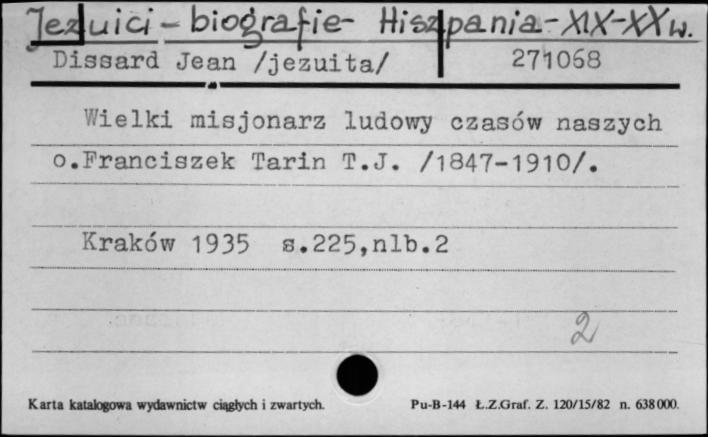 Jezuici - biografie - Hiszpania - XIX-XX w.
Dissard Jean /jezuita/ 271068
Wielki misjonarz ludowy czasów naszych
o.Franciszek Tarin T.J. /1847-1910/.
Kraków 1935 s.225,nlb.2
2
Karta katalogowa wydawnictw ciągłych i zwartych. Pu-B-144 Ł.Z.Graf. Z. 120/15/82 n. 638000.